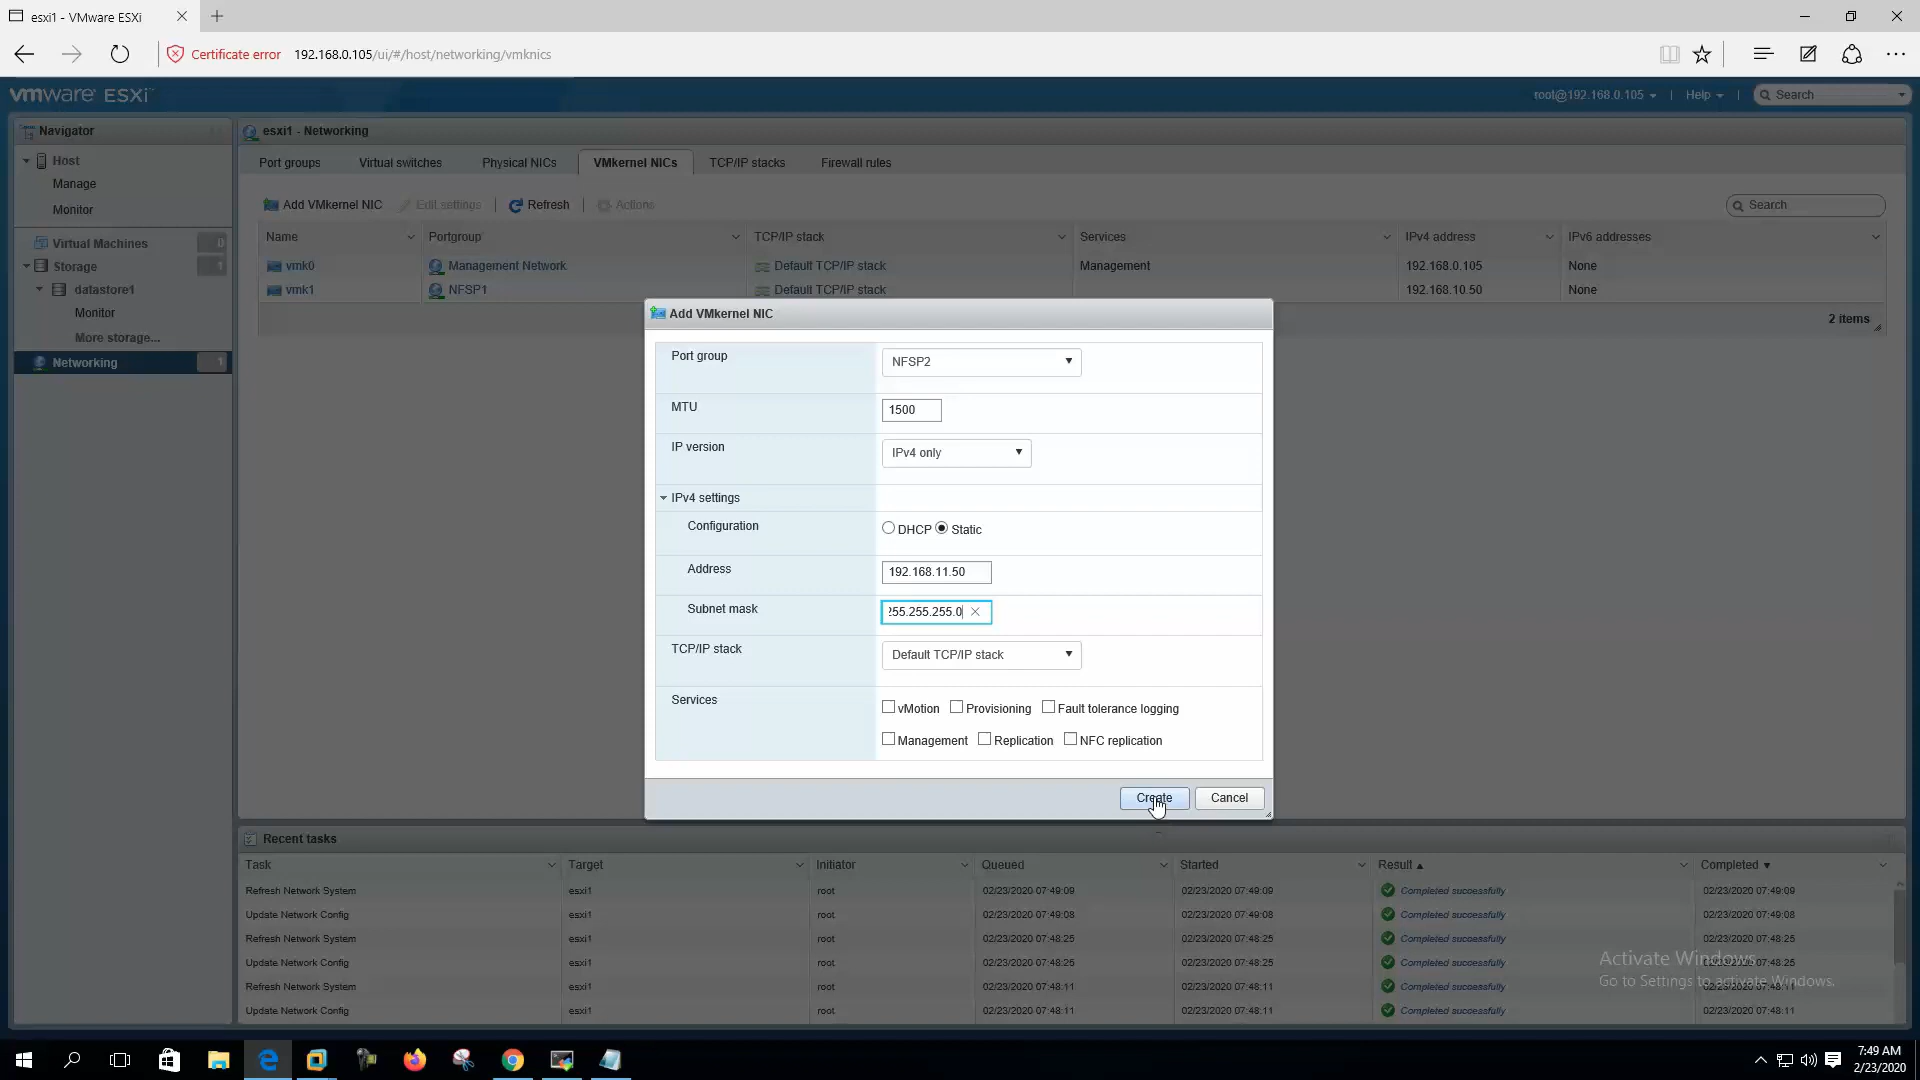 esxi1 - VMware ESXi
Certificate error 192.168.0.105/ui/#/host/networking/vmknics
vmware ESXi
root@192.168.0.105 | Help | Search
Navigator
Host
Manage
Monitor
Virtual Machines 0
Storage 1
datastore1
Monitor
More storage...
Networking 1
esxi1 - Networking
Port groups Virtual switches Physical NICs VMkernel NICs TCP/IP stacks Firewall rules
Add VMkernel NIC Edit settings | Refresh | Actions Search
Name Portgroup TCP/IP stack Services IPv4 address IPv6 addresses
vmk0 Management Network Default TCP/IP stack Management 192.168.0.105 None
vmk1 NFSP1 Default TCP/IP stack 192.168.10.50 None
2 items
Add VMkernel NIC
Port group NFSP2
MTU 1500
IP version IPv4 only
IPv4 settings
Configuration DHCP Static
Address 192.168.11.50
Subnet mask 255.255.255.0
TCP/IP stack Default TCP/IP stack
Services vMotion Provisioning Fault tolerance logging
Management Replication NFC replication
Create Cancel
Recent tasks
Task Target Initiator Queued Started Result Completed
Refresh Network System esxi1 root 02/23/2020 07:49:09 02/23/2020 07:49:09 Completed successfully 02/23/2020 07:49:09
Update Network Config esxi1 root 02/23/2020 07:49:08 02/23/2020 07:49:08 Completed successfully 02/23/2020 07:49:08
Refresh Network System esxi1 root 02/23/2020 07:48:25 02/23/2020 07:48:25 Completed successfully 02/23/2020 07:48:25
Update Network Config esxi1 root 02/23/2020 07:48:25 02/23/2020 07:48:25 Completed successfully 02/23/2020 07:48:25
Refresh Network System esxi1 root 02/23/2020 07:48:11 02/23/2020 07:48:11 Completed successfully 02/23/2020 07:48:11
Update Network Config esxi1 root 02/23/2020 07:48:11 02/23/2020 07:48:11 Completed successfully 02/23/2020 07:48:11
Activate Windows
Go to Settings to activate Windows.
7:49 AM
2/23/2020